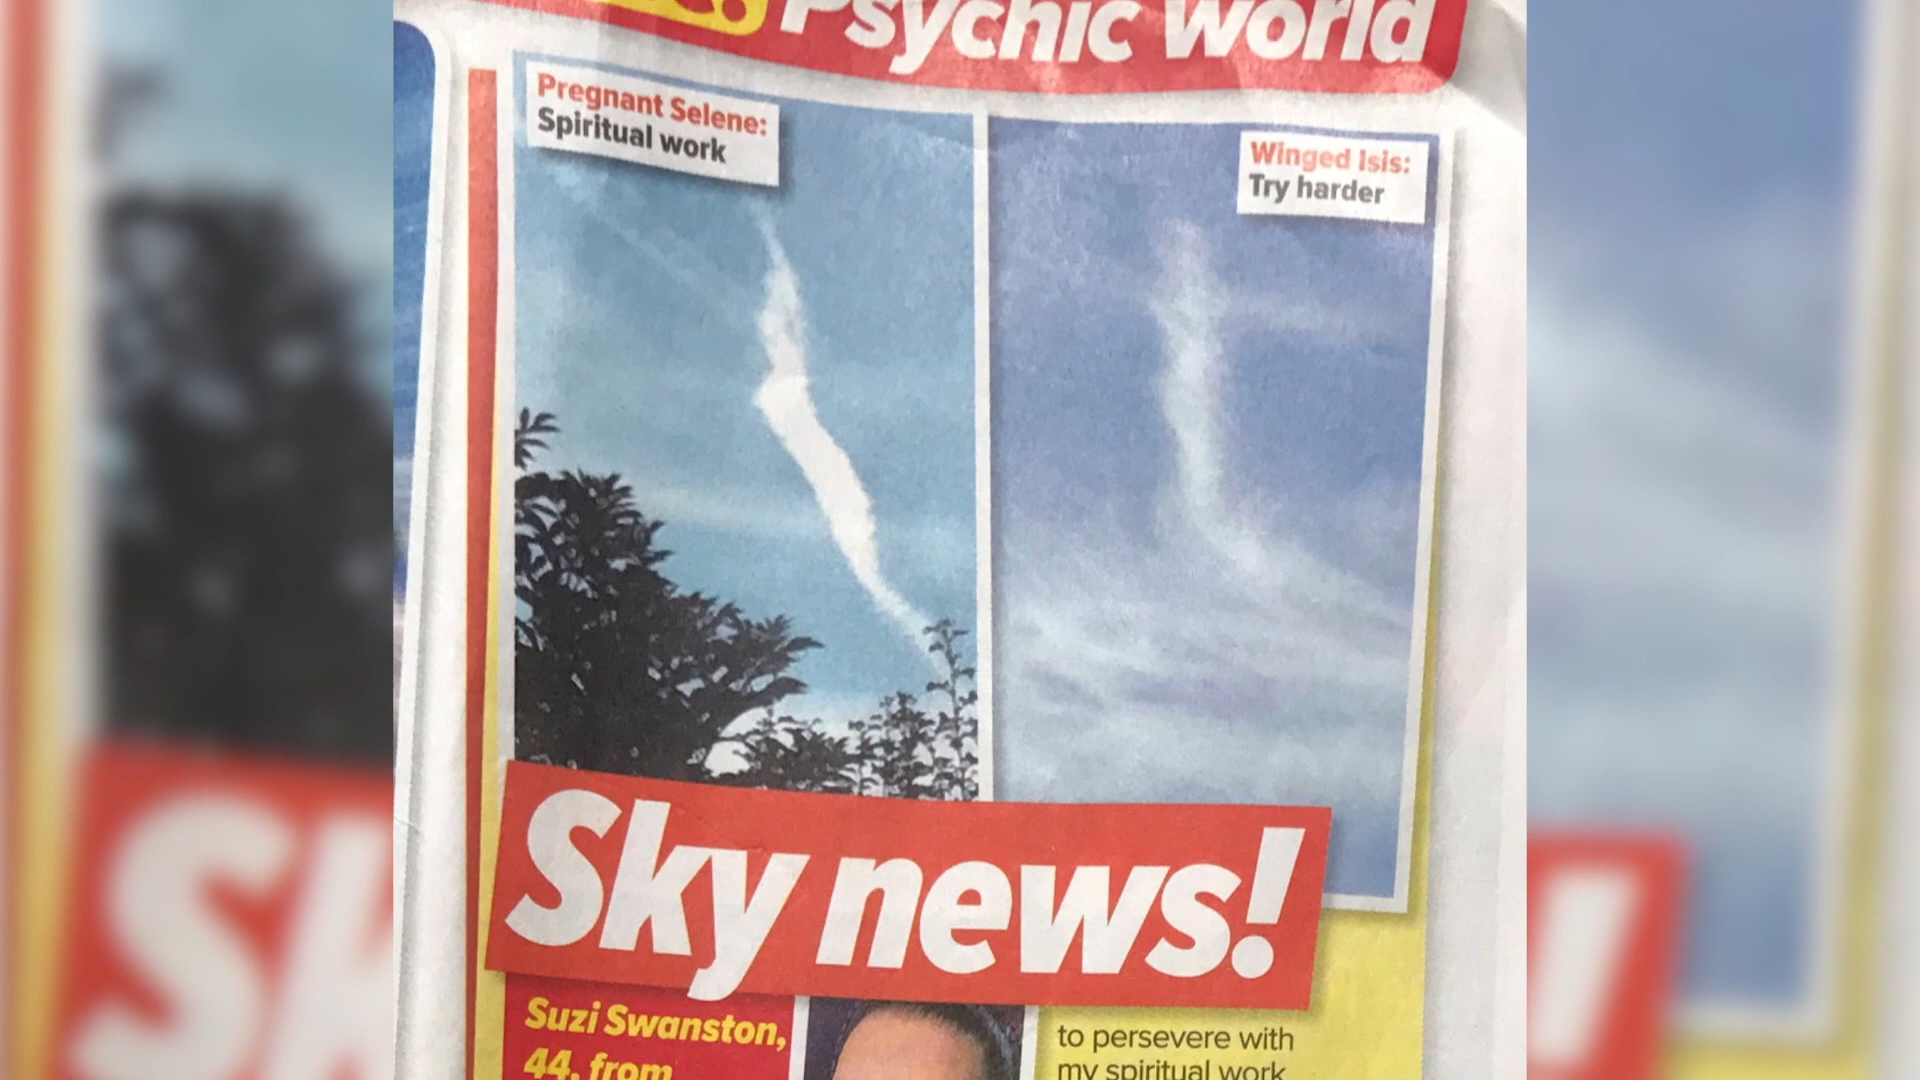 Psychic world
Pregnant Selene:
Spiritual work
Winged Isis:
Try harder
Sky news!
Suzi Swanston,
44, from
to persevere with
my spiritual work